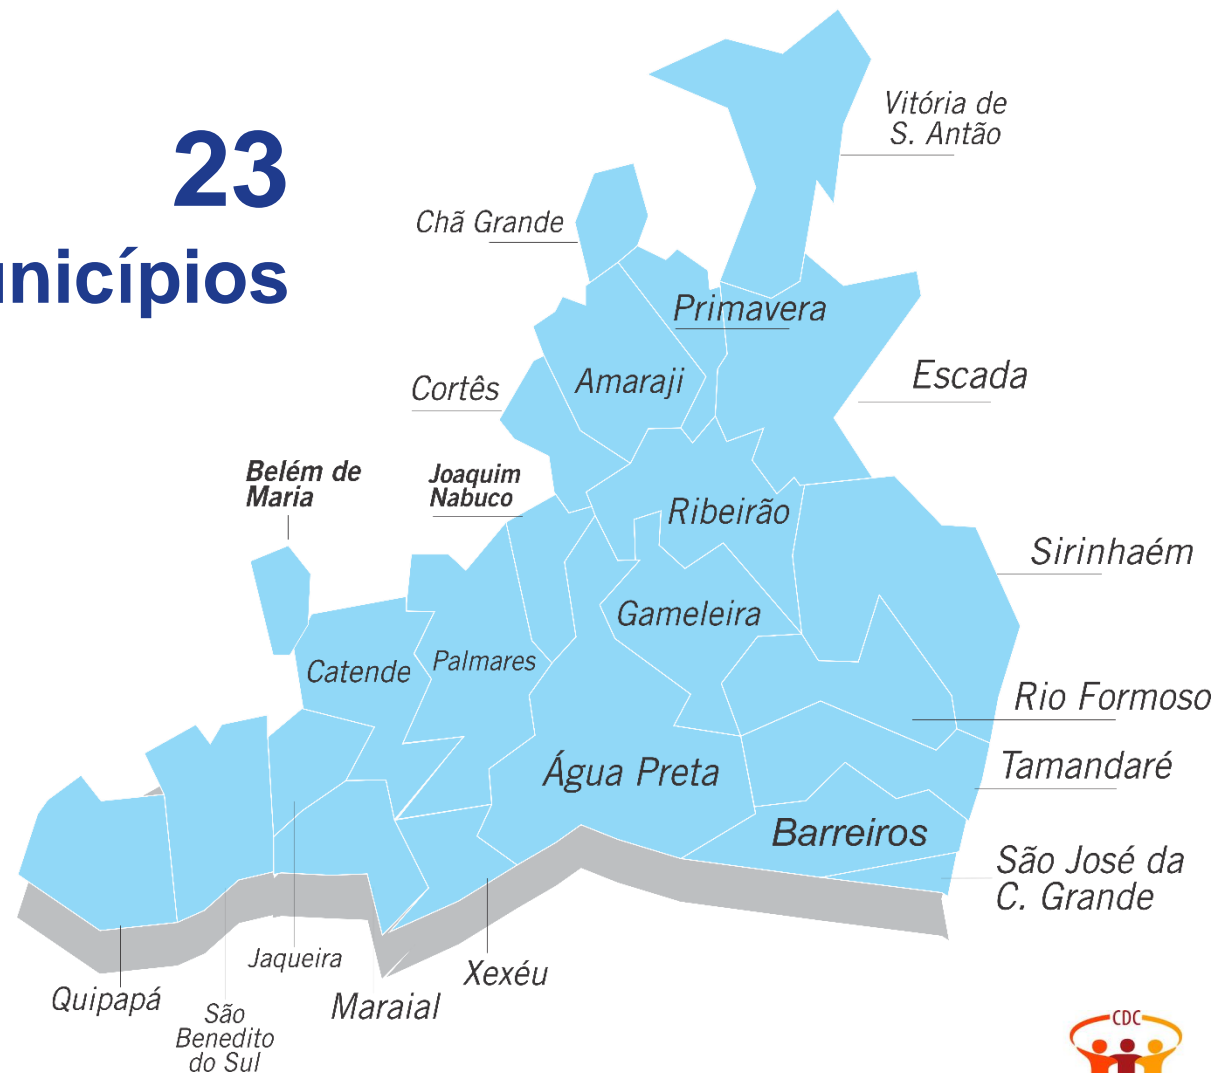 23
unicípios
Vitória de
S. Antão
Chã Grande
Primavera
Amaraji
Escada
Cortês
Belém de
Maria
Joaquim
Nabuco
Ribeirão
Sirinhaém
Gameleira
Catende
Palmares
Rio Formoso
Tamandaré
Água Preta
Barreiros
São José da
C. Grande
Jaqueira
Xexéu
Quipapá
Maraial
São
Benedito
do Sul
CDC